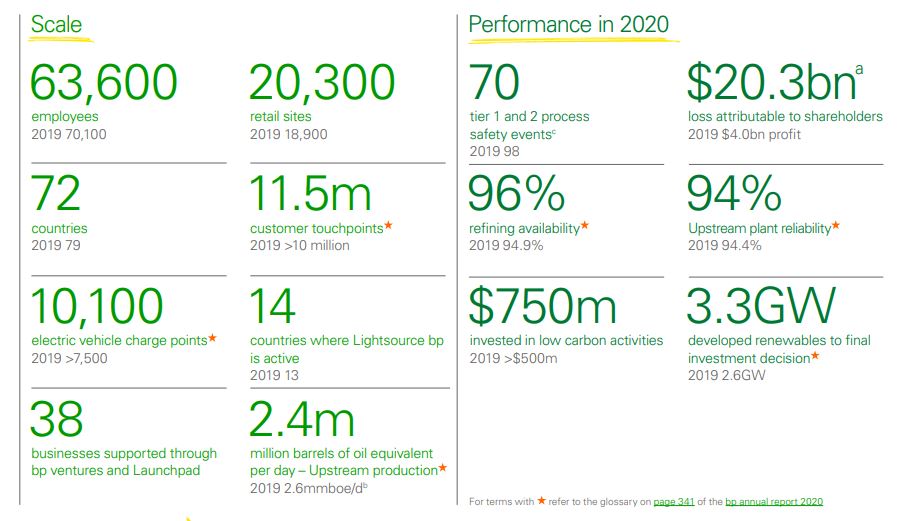 Scale
63,600
employees
2019 70,100
20,300
retail sites
2019 18,900
72
countries
2019 79
11.5m
customer touchpoints★
2019 >10 million
10,100
electric vehicle charge points★
2019 >7,500
14
countries where Lightsource bp
is active
2019 13
38
businesses supported through
bp ventures and Launchpad
2.4m
million barrels of oil equivalent
per day – Upstream production★
2019 2.6mmboe/dᵇ
Performance in 2020
70
tier 1 and 2 process
safety eventsᶜ
2019 98
$20.3bnᵃ
loss attributable to shareholders
2019 $4.0bn profit
96%
refining availability★
2019 94.9%
94%
Upstream plant reliability★
2019 94.4%
$750m
invested in low carbon activities
2019 >$500m
3.3GW
developed renewables to final
investment decision★
2019 2.6GW
For terms with ★ refer to the glossary on page 341 of the bp annual report 2020